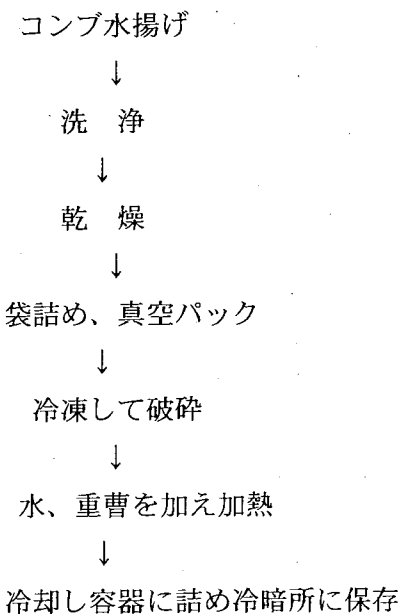 コンブ水揚げ
↓
洗　浄
↓
乾　燥
↓
袋詰め、真空パック
↓
冷凍して破砕
↓
水、重曹を加え加熱
↓
冷却し容器に詰め冷暗所に保存